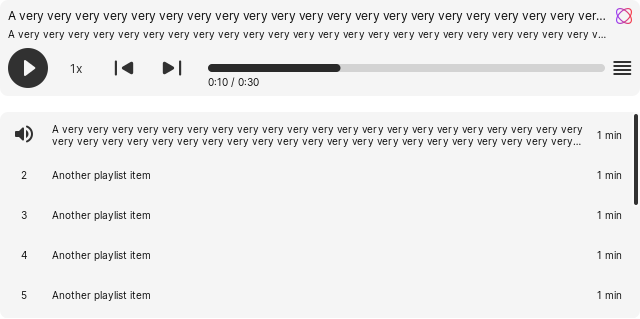 A very very very very very very very very very very very very very very very very very very very ver...
A very very very very very very very very very very very very very very very very very very very very very very very v...
1x
0:10 / 0:30
A very very very very very very very very very very very very very very very very very very very very very
very very very very very very very very very very very very very very very very very very very very very...
1 min
2 Another playlist item 1 min
3 Another playlist item 1 min
4 Another playlist item 1 min
5 Another playlist item 1 min